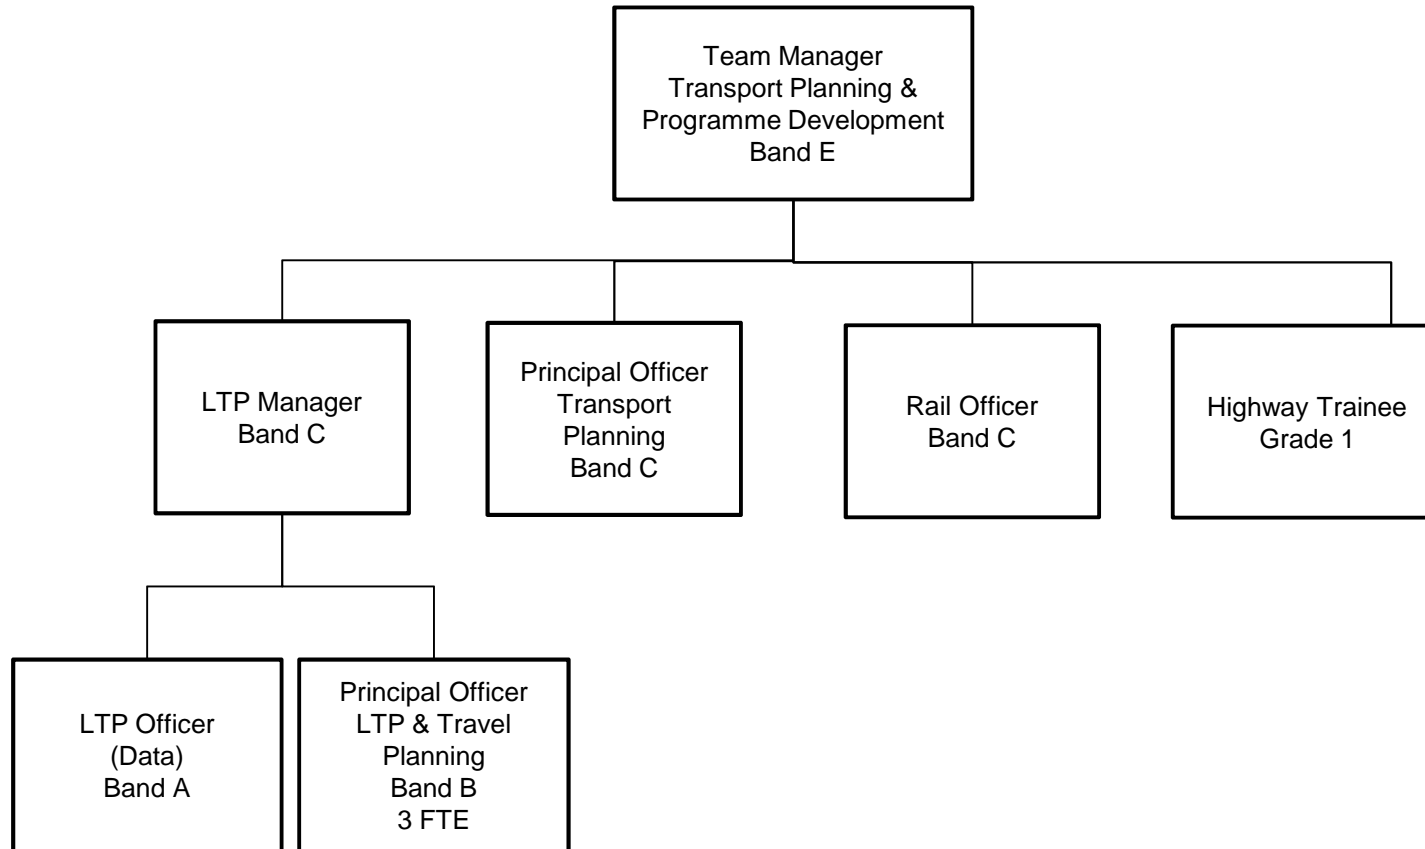 Team Manager
Transport Planning &
Programme Development
Band E
LTP Manager
Band C
Principal Officer
Transport
Planning
Band C
Rail Officer
Band C
Highway Trainee
Grade 1
LTP Officer
(Data)
Band A
Principal Officer
LTP & Travel
Planning
Band B
3 FTE